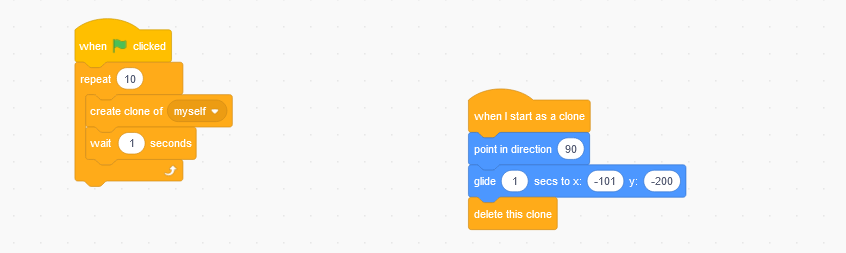 when clicked
repeat 10
create clone of myself
wait 1 seconds
when I start as a clone
point in direction 90
glide 1 secs to x: -101 y: -200
delete this clone